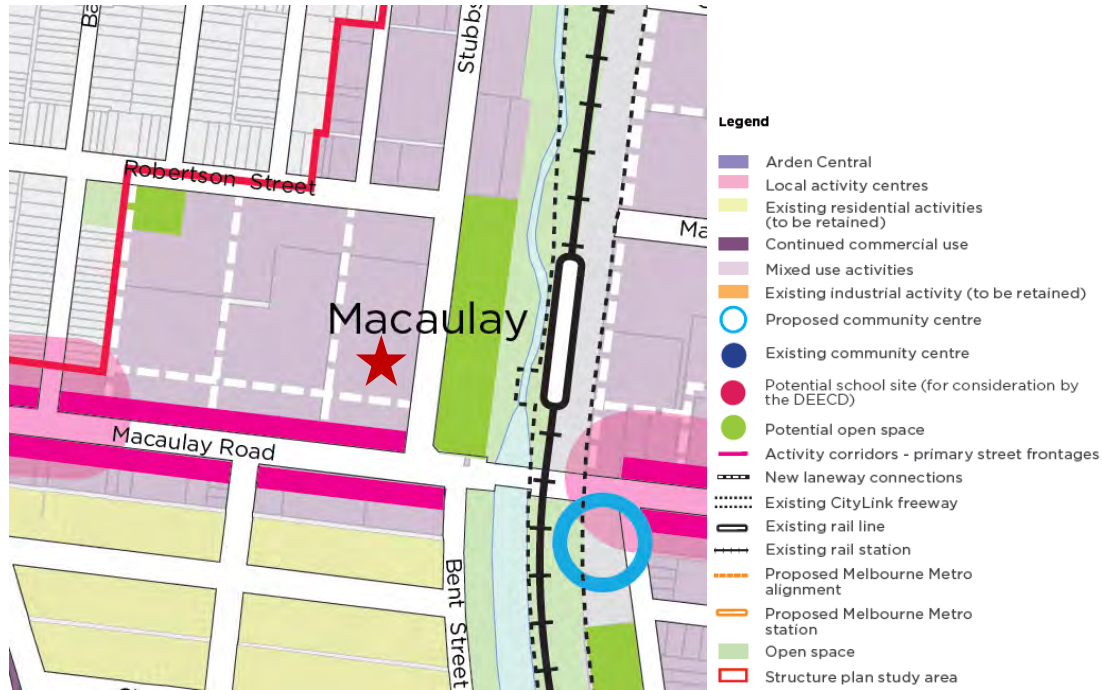 Ba
Stubbs
Robertson Street
Ma
Macaulay
Macaulay Road
Bent Street
Legend
Arden Central
Local activity centres
Existing residential activities
(to be retained)
Continued commercial use
Mixed use activities
Existing industrial activity (to be retained)
Proposed community centre
Existing community centre
Potential school site (for consideration by
the DEECD)
Potential open space
Activity corridors - primary street frontages
New laneway connections
Existing CityLink freeway
Existing rail line
Existing rail station
Proposed Melbourne Metro
alignment
Proposed Melbourne Metro
station
Open space
Structure plan study area